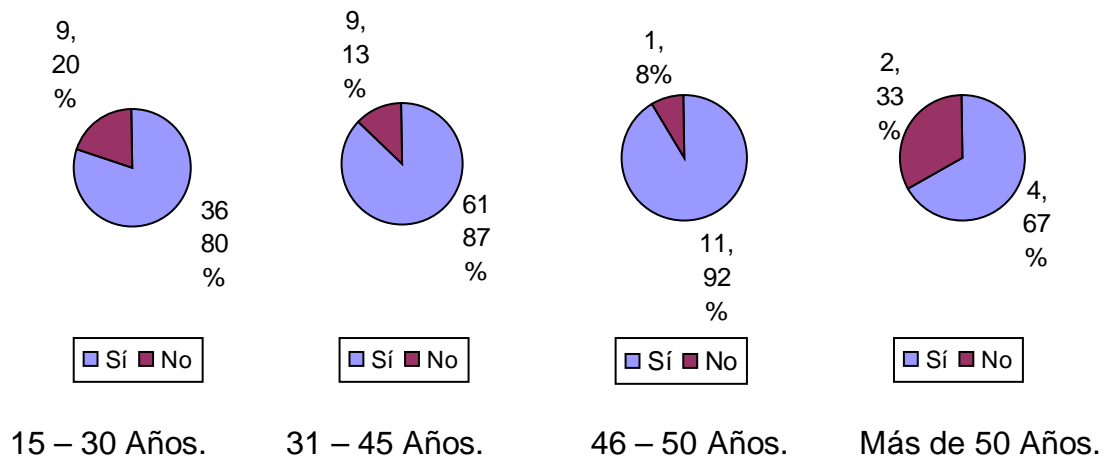 9,
20
%
36
80
%
Sí No
15 – 30 Años.
9,
13
%
61
87
%
Sí No
31 – 45 Años.
1,
8%
11,
92
%
Sí No
46 – 50 Años.
2,
33
%
4,
67
%
Sí No
Más de 50 Años.